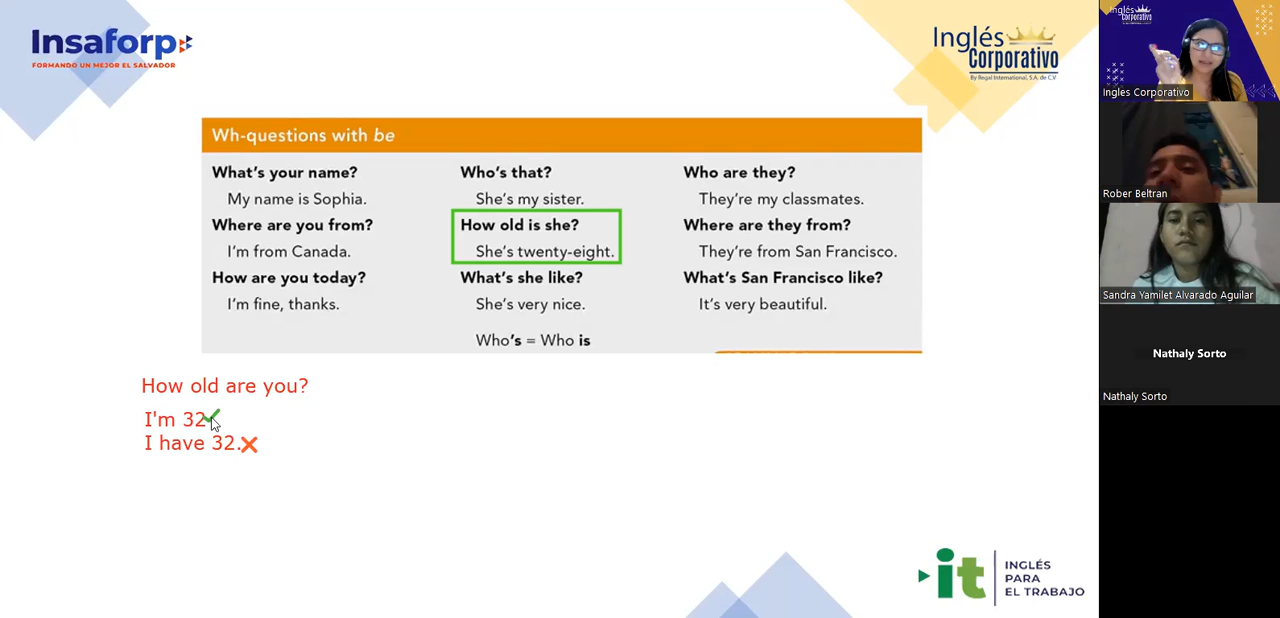 Insaforp
FORMANDO UN MEJOR EL SALVADOR
Inglés
Corporativo
By Regal International, S.A. de C.V.
Wh-questions with be
What's your name?
My name is Sophia.
Where are you from?
I'm from Canada.
How are you today?
I'm fine, thanks.
Who's that?
She's my sister.
How old is she?
She's twenty-eight.
What's she like?
She's very nice.
Who's = Who is
Who are they?
They're my classmates.
Where are they from?
They're from San Francisco.
What's San Francisco like?
It's very beautiful.
How old are you?
I'm 32
I have 32.
it
INGLÉS
PARA
EL TRABAJO
Inglés
Corporativo
Ingles Corporativo
Rober Beltran
Sandra Yamilet Alvarado Aguilar
Nathaly Sorto
Nathaly Sorto